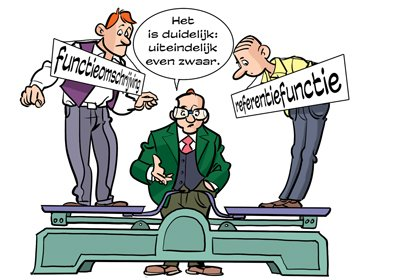 Het
is duidelijk:
uiteindelijk
even zwaar.
functieomschrijving
referentiefunctie